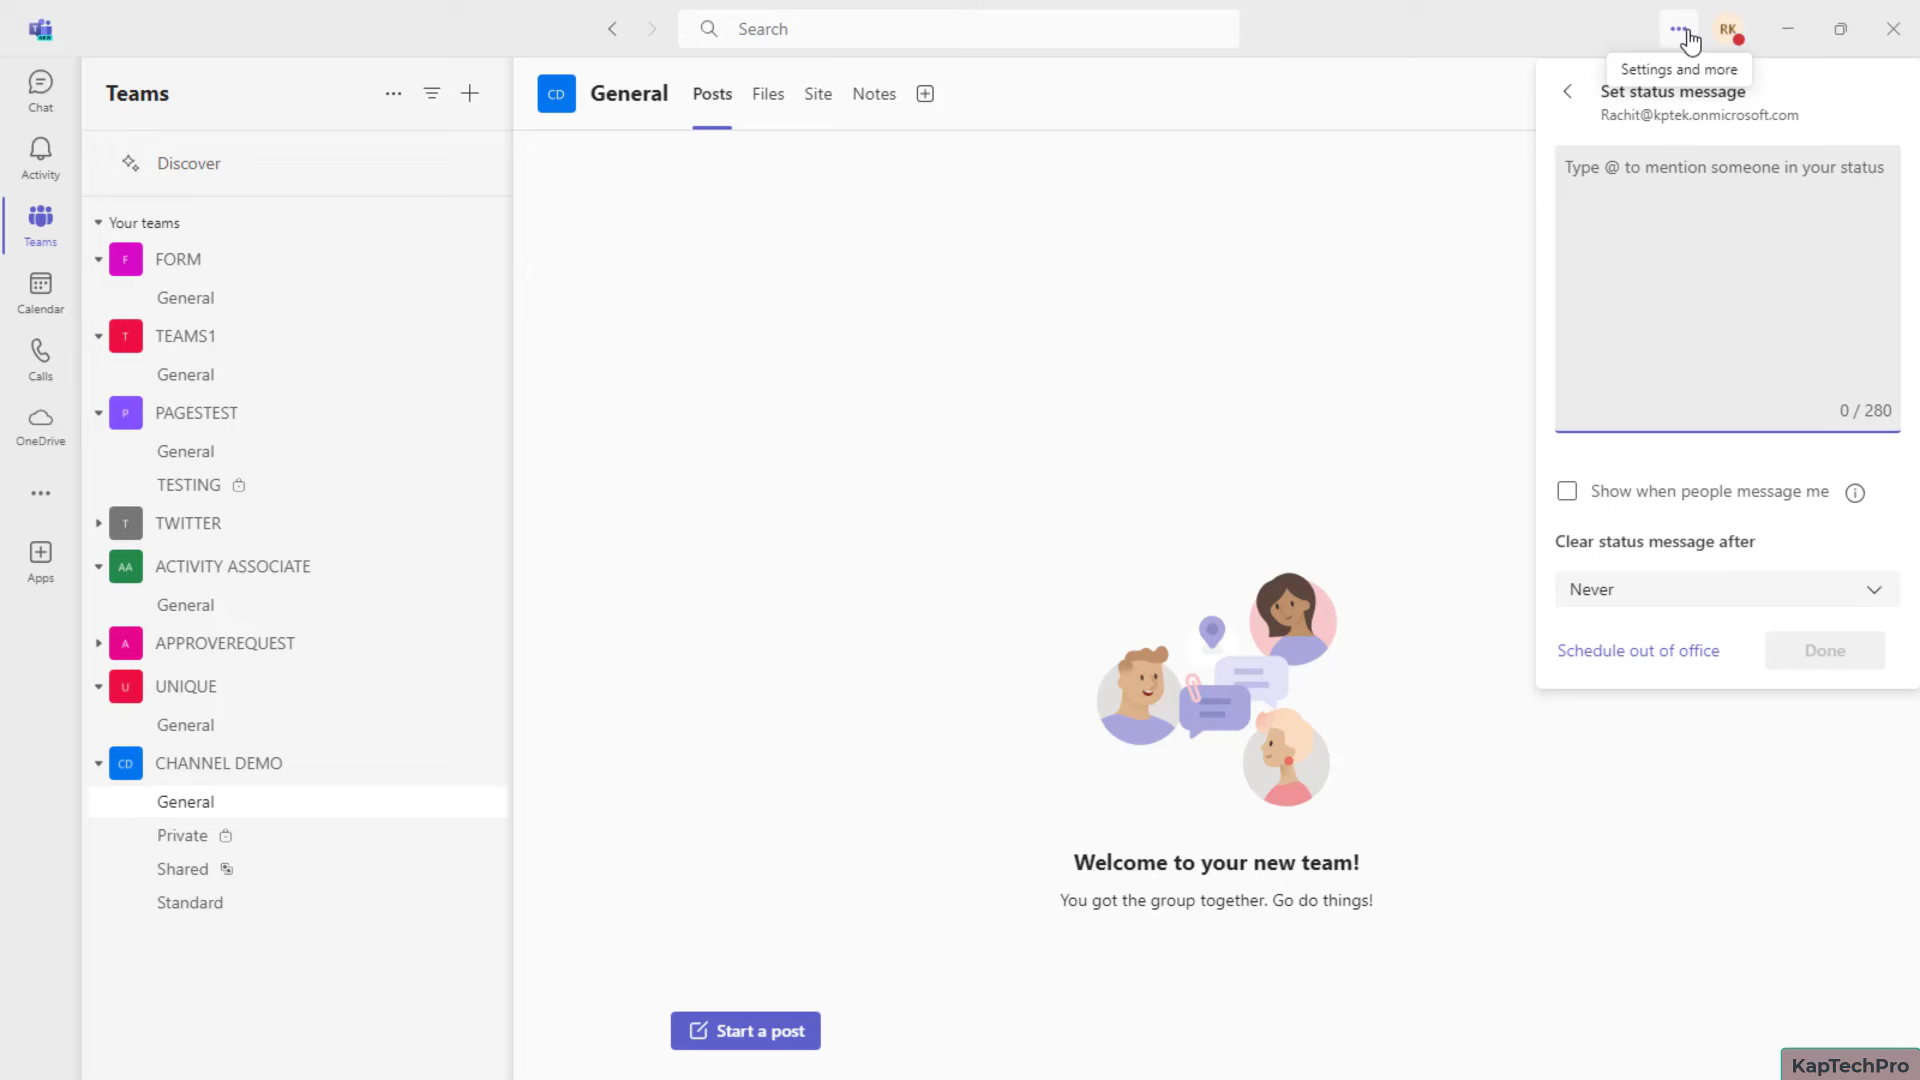 Search
RK
Settings and more
Chat
Activity
Teams
Calendar
Calls
OneDrive
Apps
Teams
Discover
Your teams
F FORM
General
T TEAMS1
General
P PAGESTEST
General
TESTING
T TWITTER
AA ACTIVITY ASSOCIATE
General
A APPROVEREQUEST
U UNIQUE
General
CD CHANNEL DEMO
General
Private
Shared
Standard
CD General Posts Files Site Notes
Welcome to your new team!
You got the group together. Go do things!
Start a post
Set status message
Rachit@kptek.onmicrosoft.com
Type @ to mention someone in your status
0 / 280
Show when people message me
Clear status message after
Never
Schedule out of office Done
KapTechPro